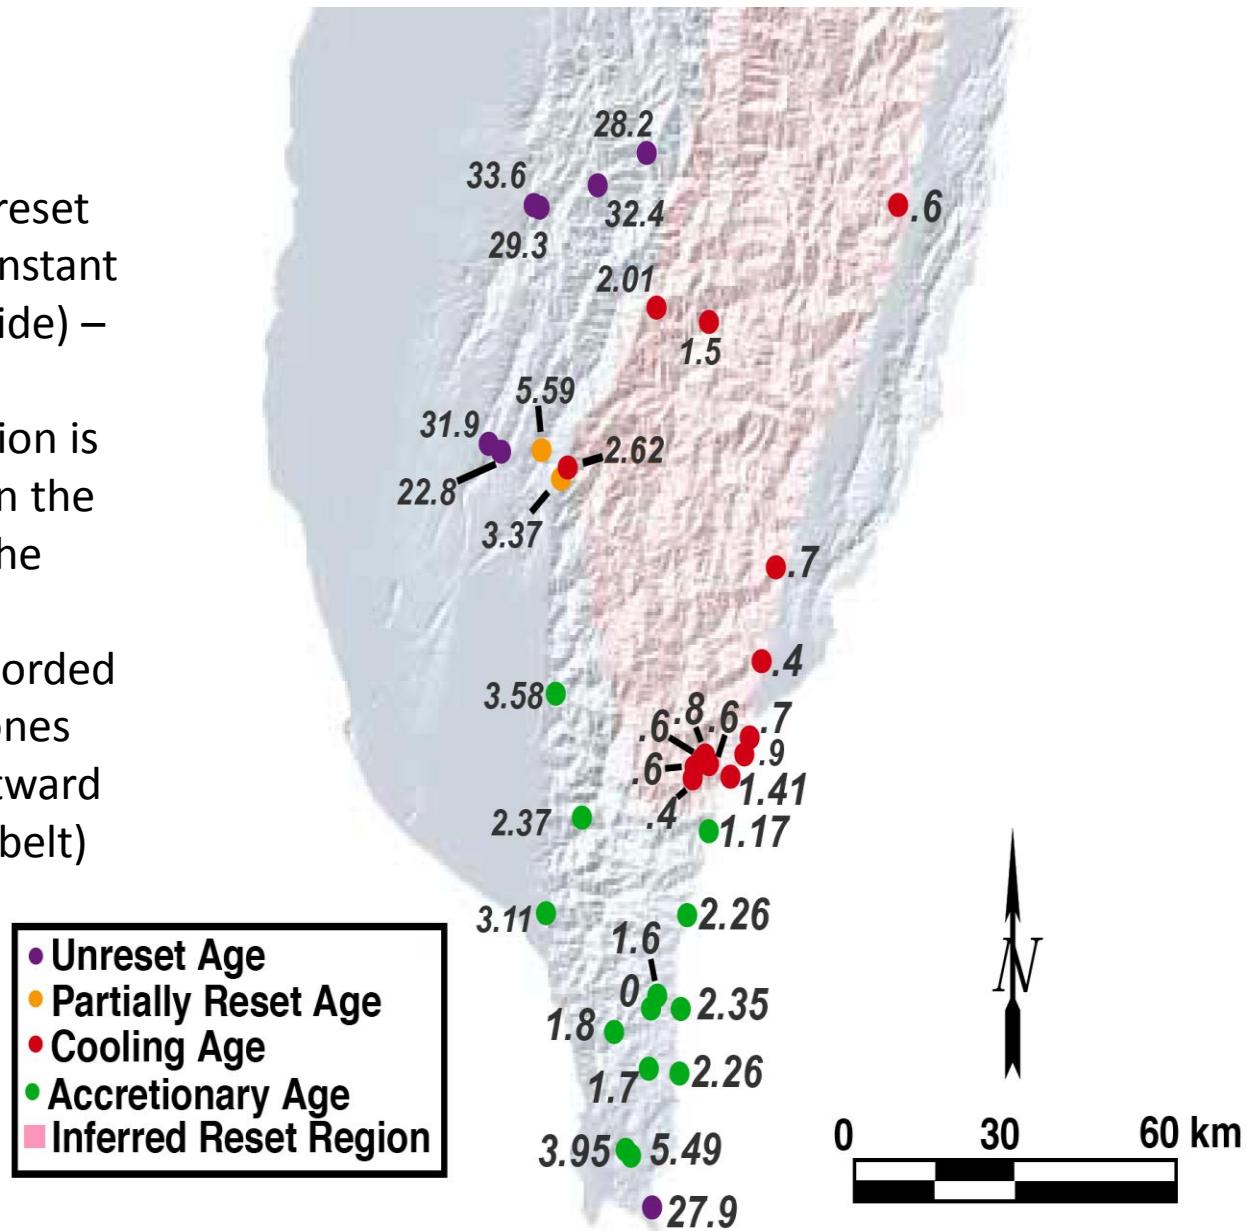 reset
nstant
ide) –
ion is
n the
he
orded
ones
tward
belt)
28.2
33.6
32.4
29.3
.6
2.01
1.5
5.59
31.9
2.62
22.8
3.37
.7
.4
3.58
.6
.8
.6
.7
.9
.6
1.41
.4
2.37
1.17
3.11
2.26
1.6
0
2.35
1.8
2.26
1.7
3.95
5.49
27.9
Unreset Age
Partially Reset Age
Cooling Age
Accretionary Age
Inferred Reset Region
N
0 30 60 km